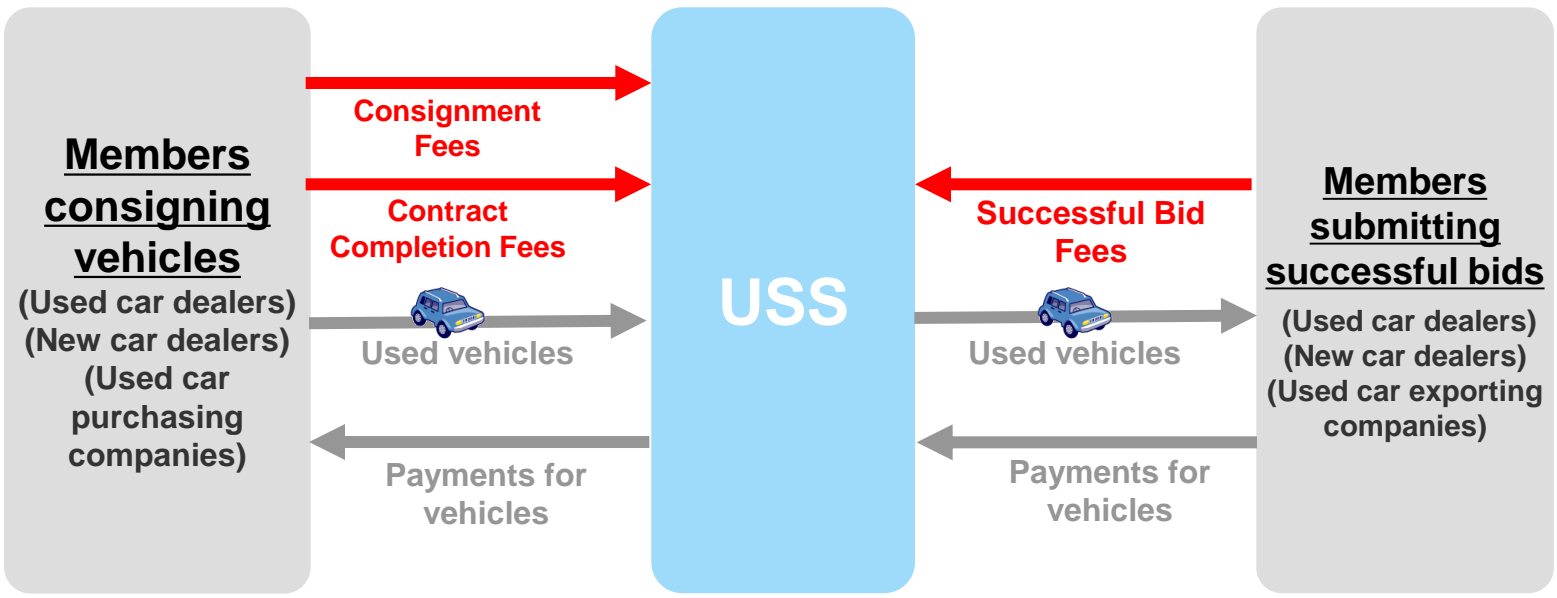 Members
consigning
vehicles
(Used car dealers)
(New car dealers)
(Used car
purchasing
companies)
Consignment
Fees
Contract
Completion Fees
Used vehicles
Payments for
vehicles
USS
Successful Bid
Fees
Used vehicles
Payments for
vehicles
Members
submitting
successful bids
(Used car dealers)
(New car dealers)
(Used car exporting
companies)